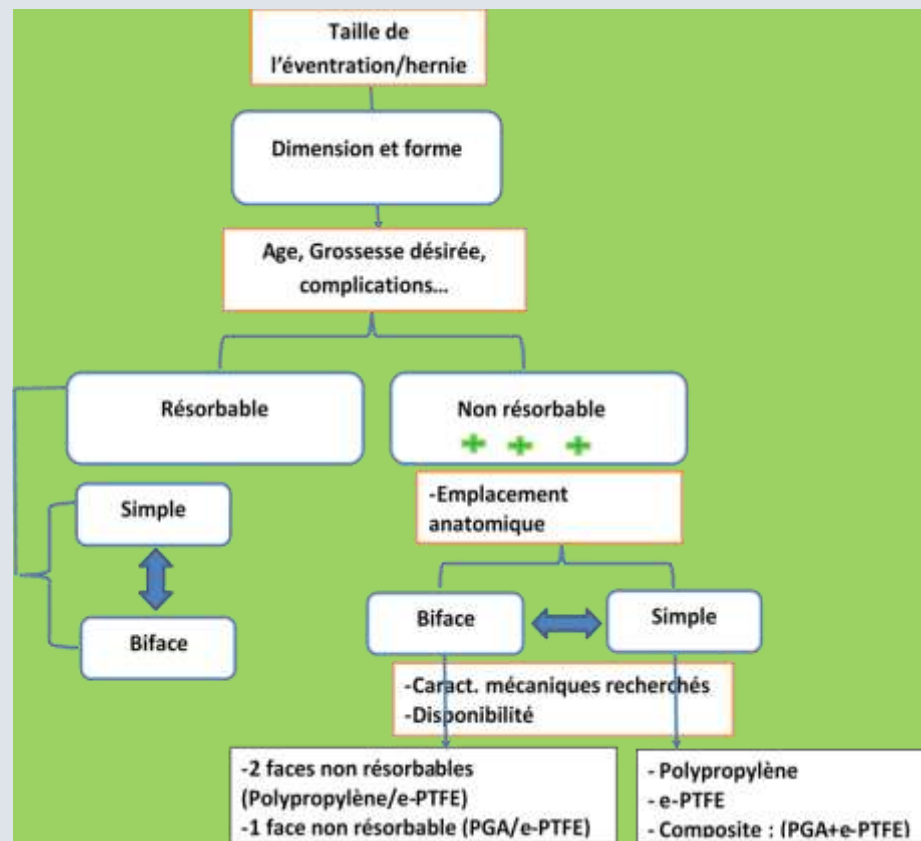 Taille de
l'éventration/hernie
Dimension et forme
Age, Grossesse désirée,
complications...
Résorbable
Non résorbable
-Emplacement
anatomique
Simple
Biface
Biface
Simple
-Caract. mécaniques recherchés
-Disponibilité
-2 faces non résorbables
(Polypropylène/e-PTFE)
-1 face non résorbable (PGA/e-PTFE)
- Polypropylène
- e-PTFE
- Composite : (PGA+e-PTFE)